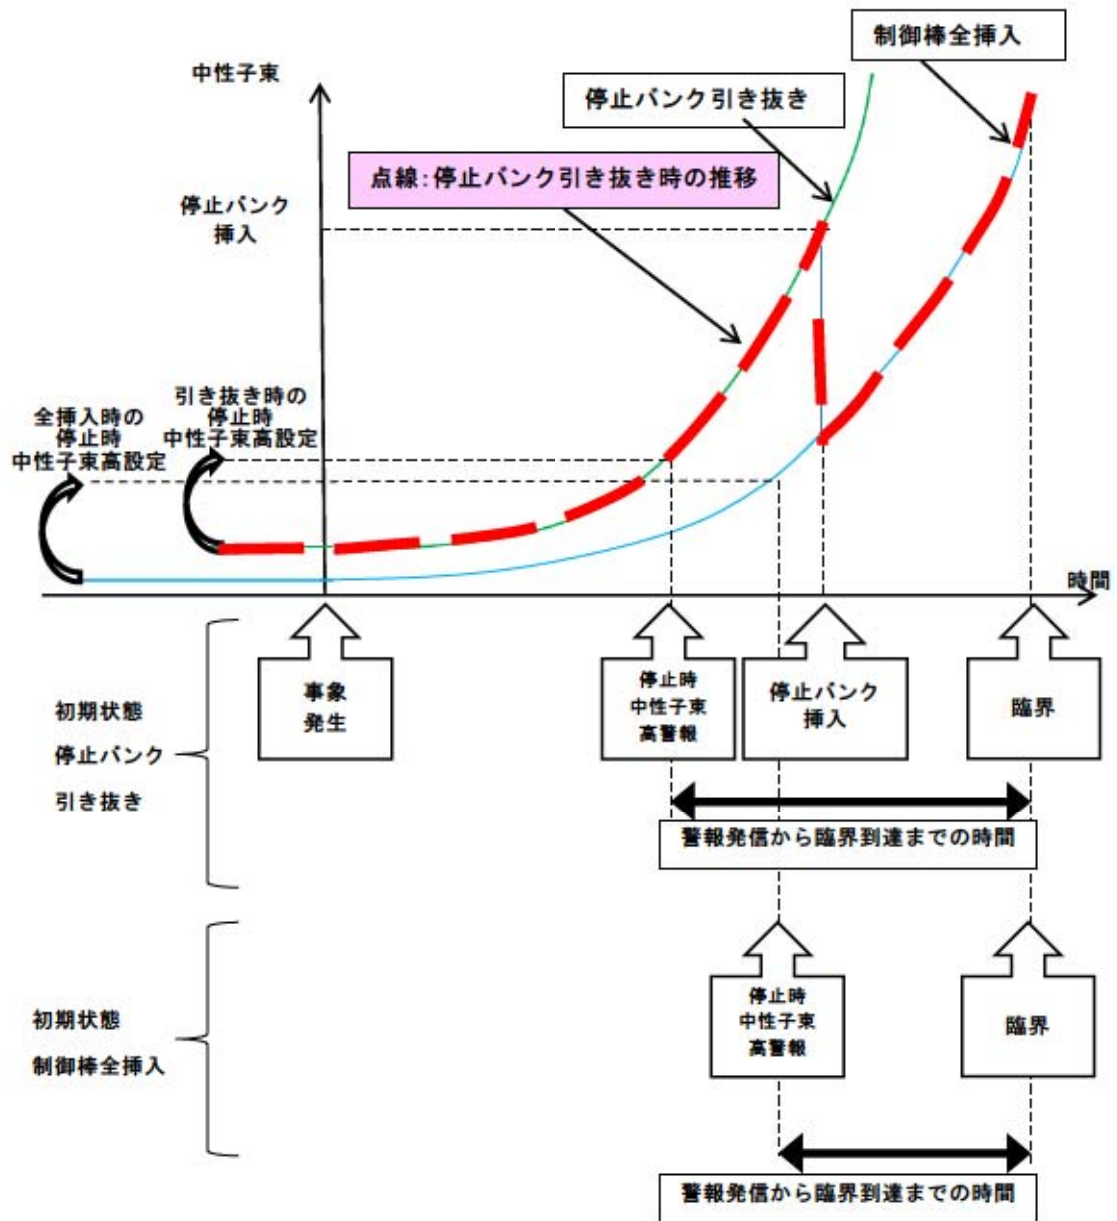 制御棒全挿入
中性子束
停止バンク引き抜き
点線:停止バンク引き抜き時の推移
停止バンク
挿入
引き抜き時の
停止時
中性子束高設定
全挿入時の
停止時
中性子束高設定
時間
初期状態
停止バンク
引き抜き
事象
発生
停止時
中性子束
高警報
停止バンク
挿入
臨界
警報発信から臨界到達までの時間
初期状態
制御棒全挿入
停止時
中性子束
高警報
臨界
警報発信から臨界到達までの時間